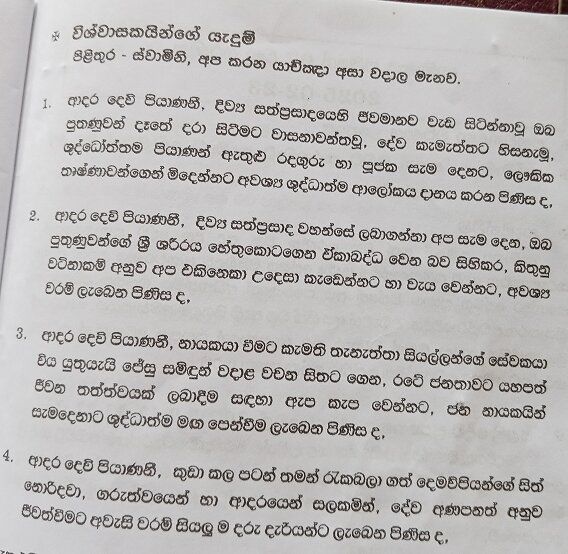 ※ විශ්වාසකයින්ගේ යැදුම්
පිළිතුර - ස්වාමිනි, අප කරන යාච්ඤා අසා වදාල මැනව.
1. ආදර දෙව් පියාණනි, දිව්‍ය සත්ප්‍රසාදයෙහි ජීවමානව වැඩ සිටින්නාවූ ඔබ
පුතණුවන් දෑතේ දරා සිටීමට වාසනාවන්තවූ, දේව කැමැත්තට හිසනැමූ,
ශුද්ධෝත්තම පියාණන් ඇතුළු රදගුරු හා පූජක සැම දෙනට, ලෞකික
තෘෂ්ණාවන්ගෙන් මිදෙන්නට අවශ්‍ය ශුද්ධාත්ම ආලෝකය දානය කරන පිණිස ද,
2. ආදර දෙව් පියාණනි, දිව්‍ය සත්ප්‍රසාද වහන්සේ ලබාගන්නා අප සැම දෙන, ඔබ
පුතුණුවන්ගේ ශ්‍රී ශරීරය හේතුකොටගෙන ඒකාබද්ධ වෙන බව සිහිකර, කිතුනු
වටිනාකම් අනුව අප එකිනෙකා උදෙසා කැඩෙන්නට හා වැය වෙන්නට, අවශ්‍ය
වරම් ලැබෙන පිණිස ද,
3. ආදර දෙව් පියාණනි, නායකයා වීමට කැමති තැනැත්තා සියල්ලන්ගේ සේවකයා
විය යුතුයැයි ජේසු සමිඳුන් වදාළ වචන සිතට ගෙන, රටේ ජනතාවට යහපත්
ජීවන තත්ත්වයක් ලබාදීම සඳහා ඇප කැප වෙන්නට, ජන නායකයින්
සැමදෙනාට ශුද්ධාත්ම මඟ පෙන්වීම ලැබෙන පිණිස ද,
4. ආදර දෙව් පියාණනි, කුඩා කල පටන් තමන් රැකබලා ගත් දෙමව්පියන්ගේ සිත්
නොරිදවා, ගරුත්වයෙන් හා ආදරයෙන් සලකමින්, දේව අණපනත් අනුව
ජීවත්වීමට අවැසි වරම් සියලු ම දරු දැරියන්ට ලැබෙන පිණිස ද,